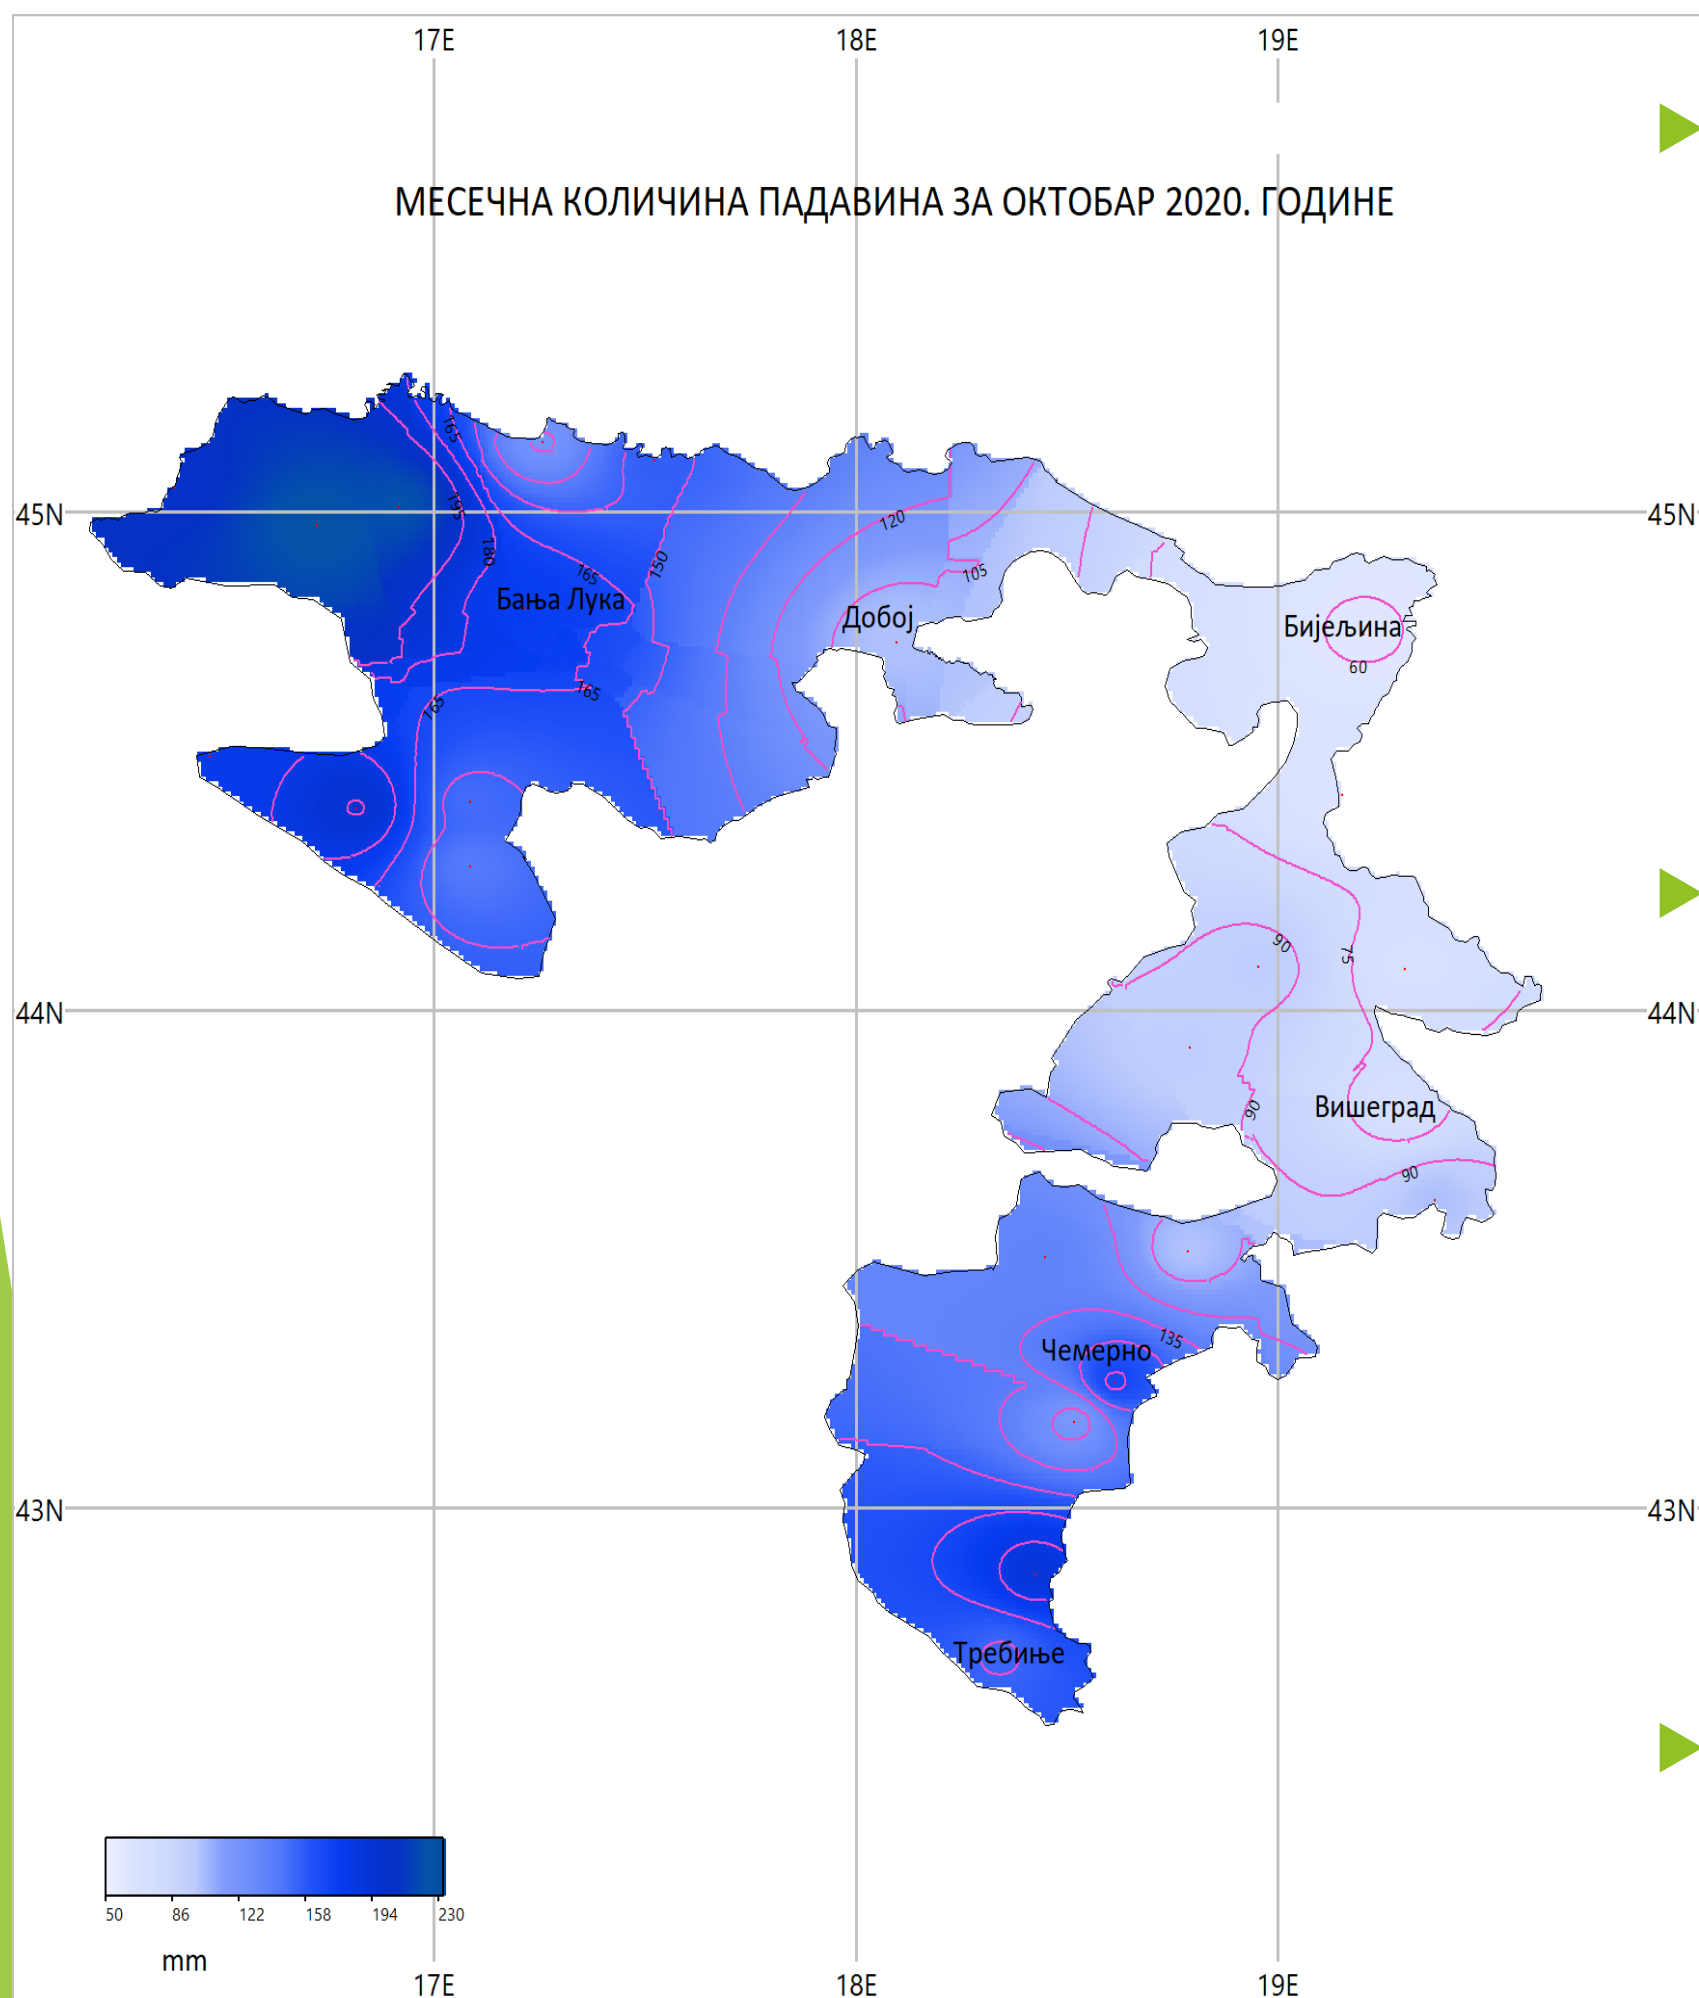 17E 18E 19E
МЕСЕЧНА КОЛИЧИНА ПАДАВИНА ЗА ОКТОБАР 2020. ГОДИНЕ
165
195
45N 45N
120
180
150
165
105
Бања Лука
Добој
Бијељина
60
165
165
90
75
44N 44N
Вишеград
90
90
135
Чемерно
43N 43N
Требиње
50 86 122 158 194 230
mm
17E 18E 19E